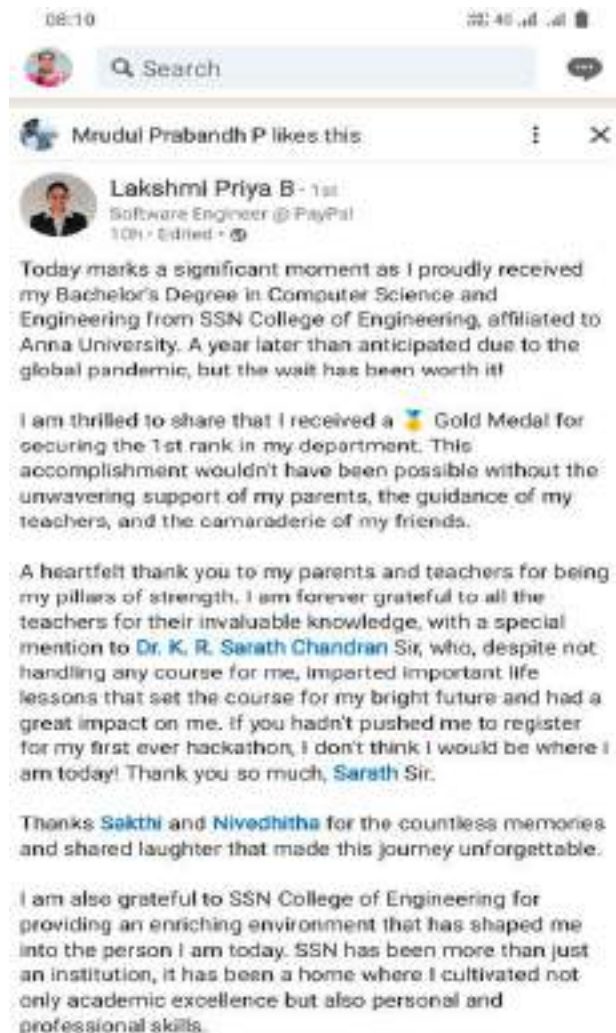 08:10
4G
Search
Mrudul Prabandh P likes this
Lakshmi Priya B · 1st
Software Engineer @ PayPal
10h • Edited •
Today marks a significant moment as I proudly received
my Bachelor's Degree in Computer Science and
Engineering from SSN College of Engineering, affiliated to
Anna University. A year later than anticipated due to the
global pandemic, but the wait has been worth it!
I am thrilled to share that I received a 🏅 Gold Medal for
securing the 1st rank in my department. This
accomplishment wouldn't have been possible without the
unwavering support of my parents, the guidance of my
teachers, and the camaraderie of my friends.
A heartfelt thank you to my parents and teachers for being
my pillars of strength. I am forever grateful to all the
teachers for their invaluable knowledge, with a special
mention to Dr. K. R. Sarath Chandran Sir, who, despite not
handling any course for me, imparted important life
lessons that set the course for my bright future and had a
great impact on me. If you hadn't pushed me to register
for my first ever hackathon, I don't think I would be where I
am today! Thank you so much, Sarath Sir.
Thanks Sakthi and Nivedhitha for the countless memories
and shared laughter that made this journey unforgettable.
I am also grateful to SSN College of Engineering for
providing an enriching environment that has shaped me
into the person I am today. SSN has been more than just
an institution, it has been a home where I cultivated not
only academic excellence but also personal and
professional skills.